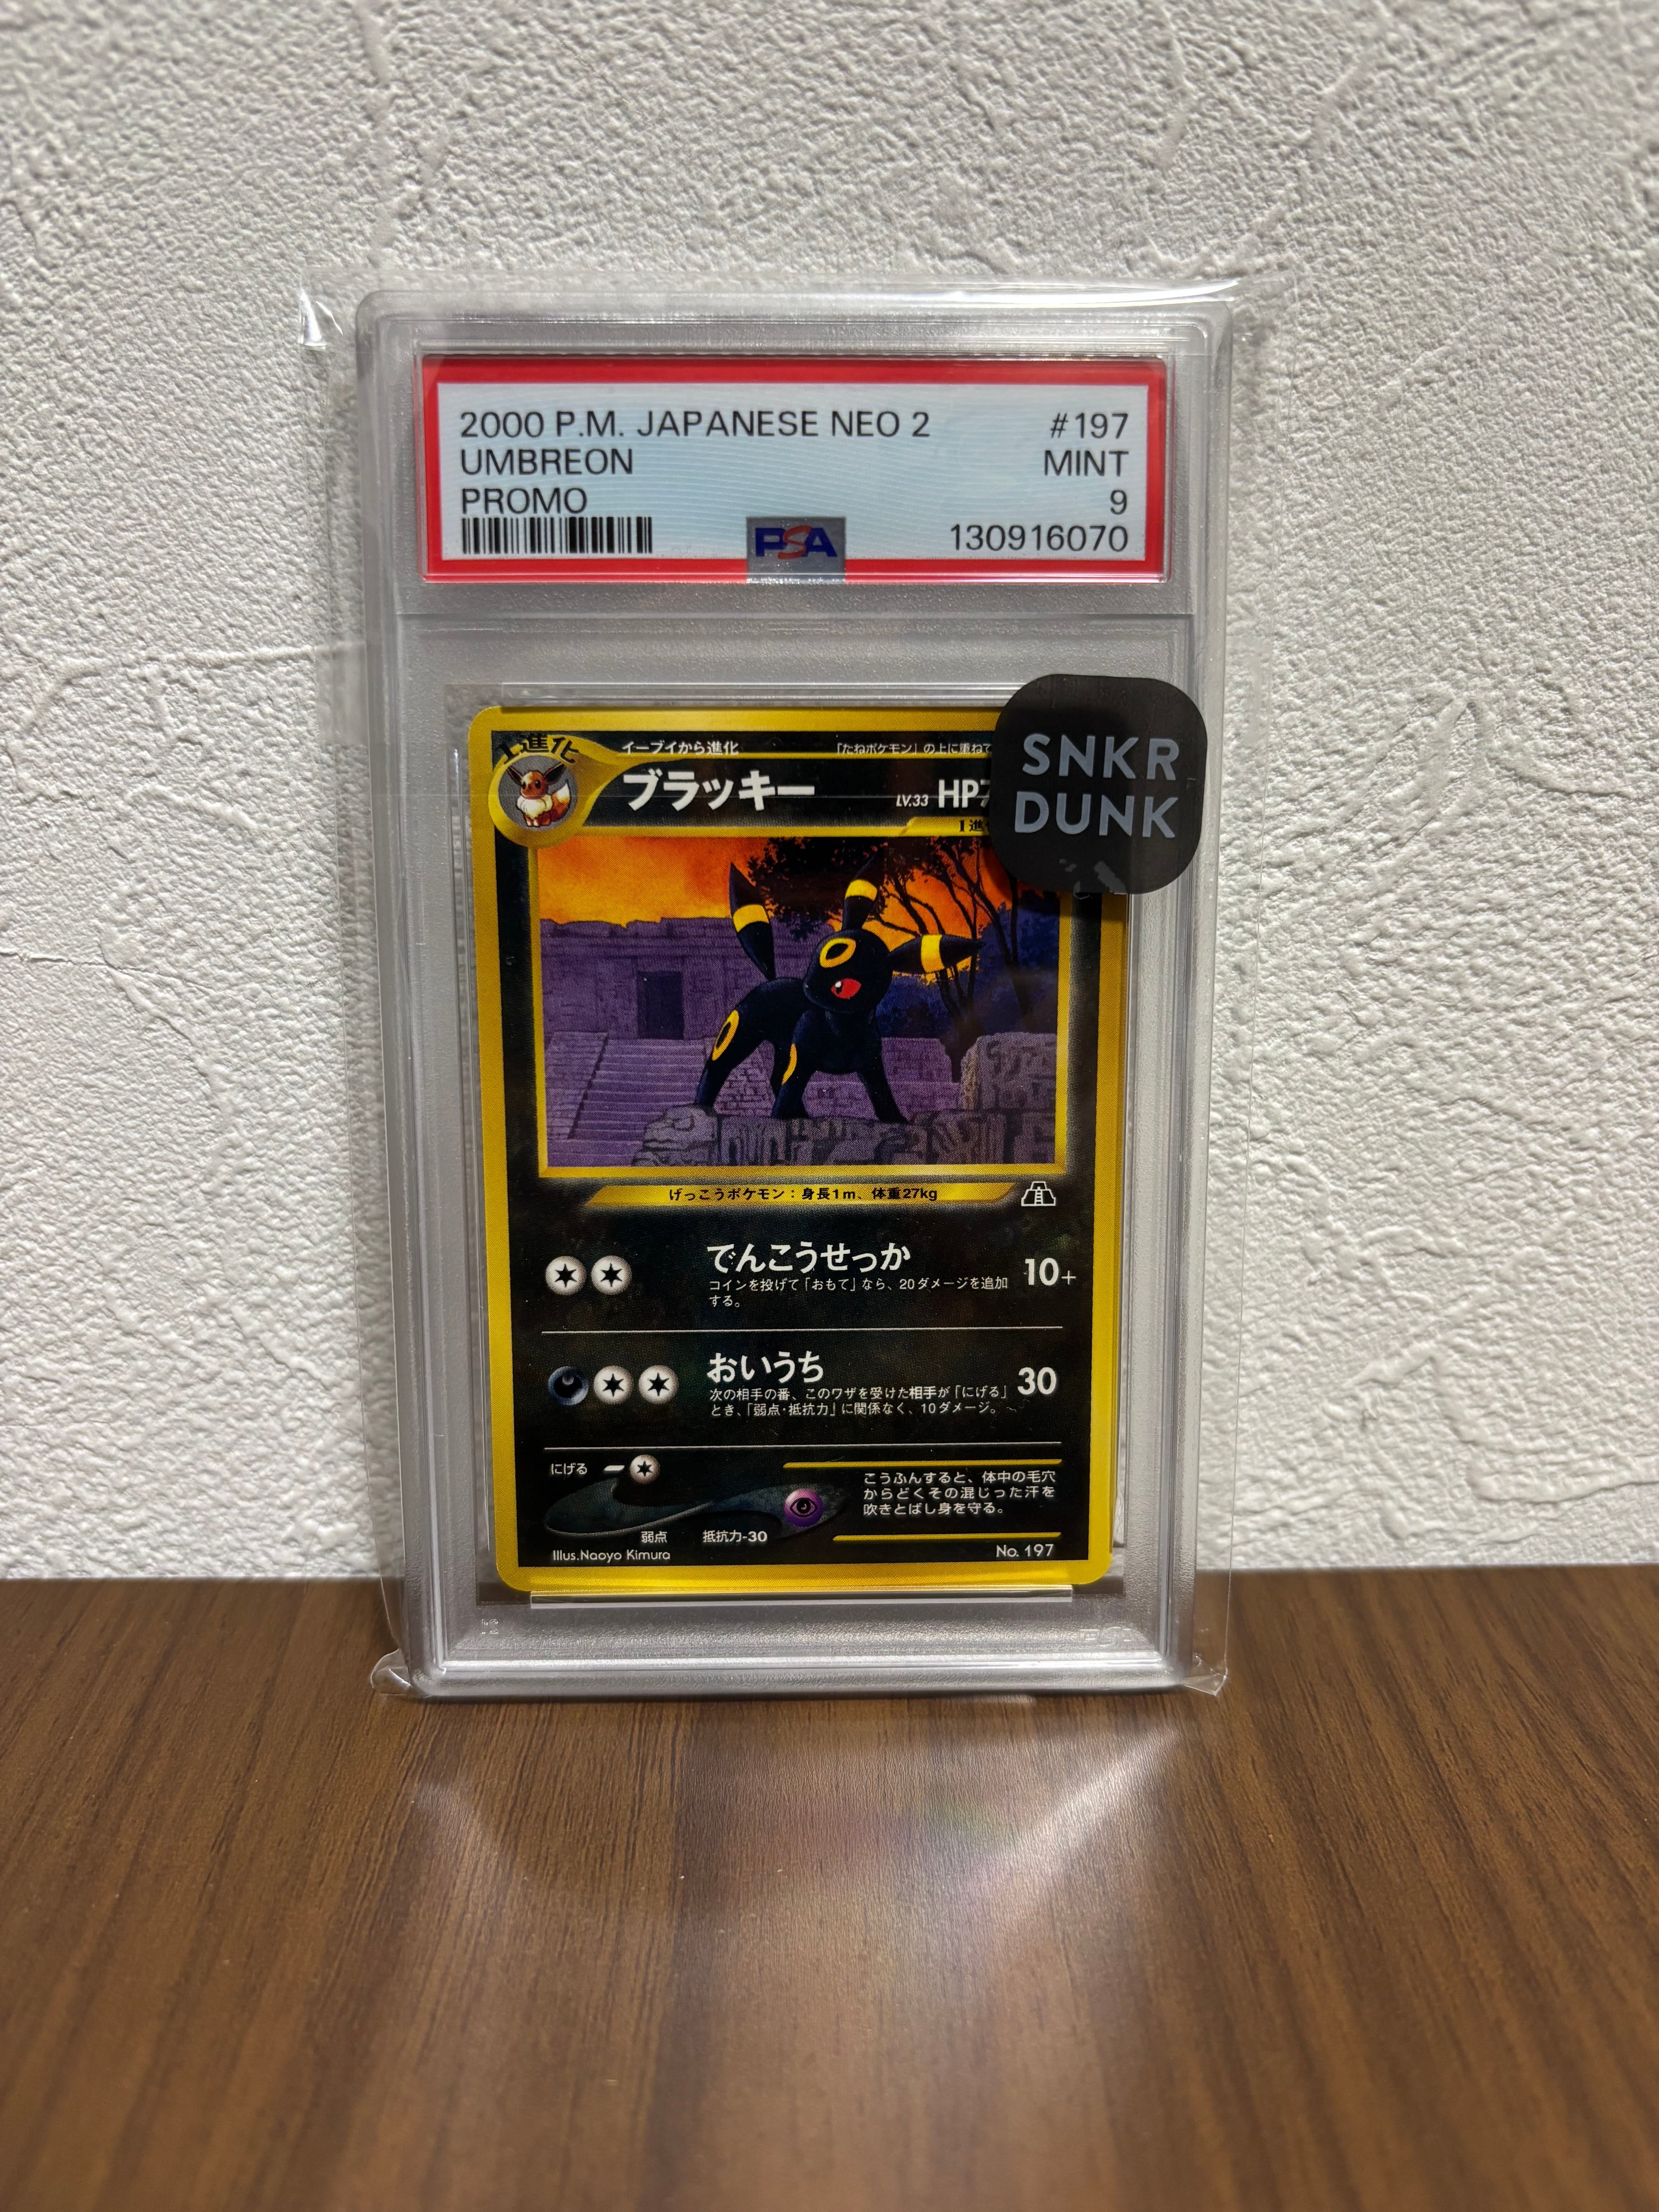 2000 P.M. JAPANESE NEO 2 #197
UMBREON MINT
PROMO 9
PSA 130916070
SNKR
DUNK
1進化
イーブイから進化 「たねポケモン」の上に重ねて
ブラッキー LV.33 HP7
げっこうポケモン:身長1m、体重27kg
でんこうせっか 10+
コインを投げて「おもて」なら、20ダメージを追加
する。
おいうち 30
次の相手の番、このワザを受けた相手が「にげる」
とき、「弱点・抵抗力」に関係なく、10ダメージ。
にげる
こうふんすると、体中の毛穴
からどくその混じった汗を
吹きとばし身を守る。
弱点 抵抗力-30
Illus.Naoyo Kimura No. 197